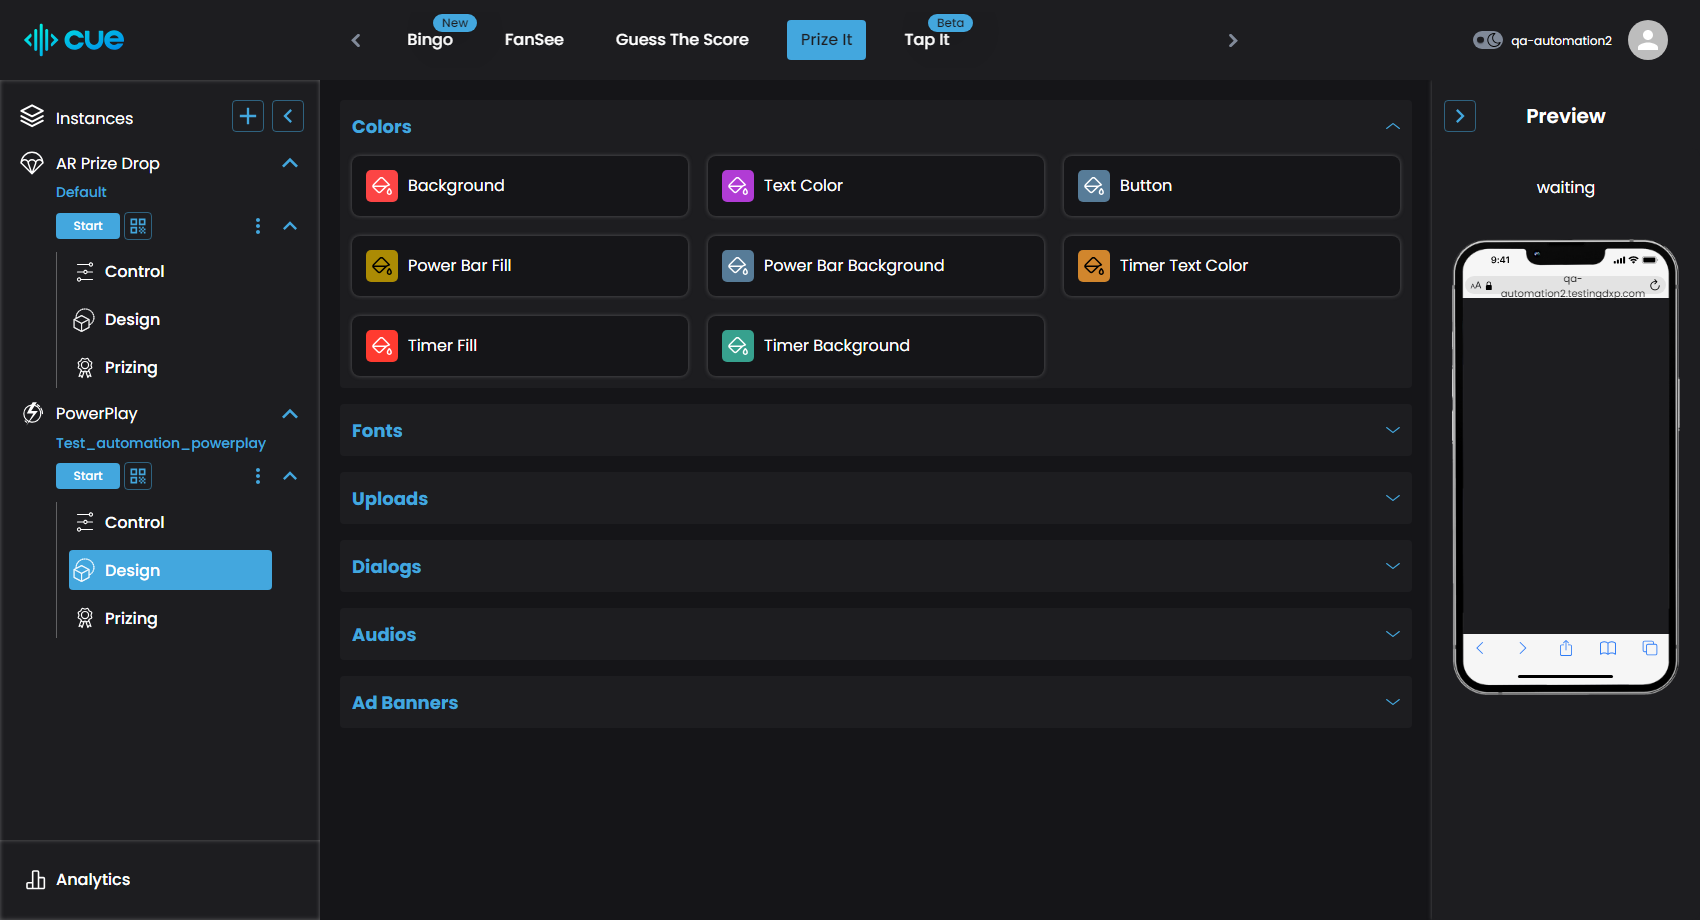 cue
New
Bingo
FanSee
Guess The Score
Prize It
Beta
Tap It
qa-automation2
Instances
AR Prize Drop
Default
Start
Control
Design
Prizing
PowerPlay
Test_automation_powerplay
Start
Control
Design
Prizing
Analytics
Colors
Background
Text Color
Button
Power Bar Fill
Power Bar Background
Timer Text Color
Timer Fill
Timer Background
Fonts
Uploads
Dialogs
Audios
Ad Banners
Preview
waiting
9:41
AA
qa-
automation2.testingdxp.com